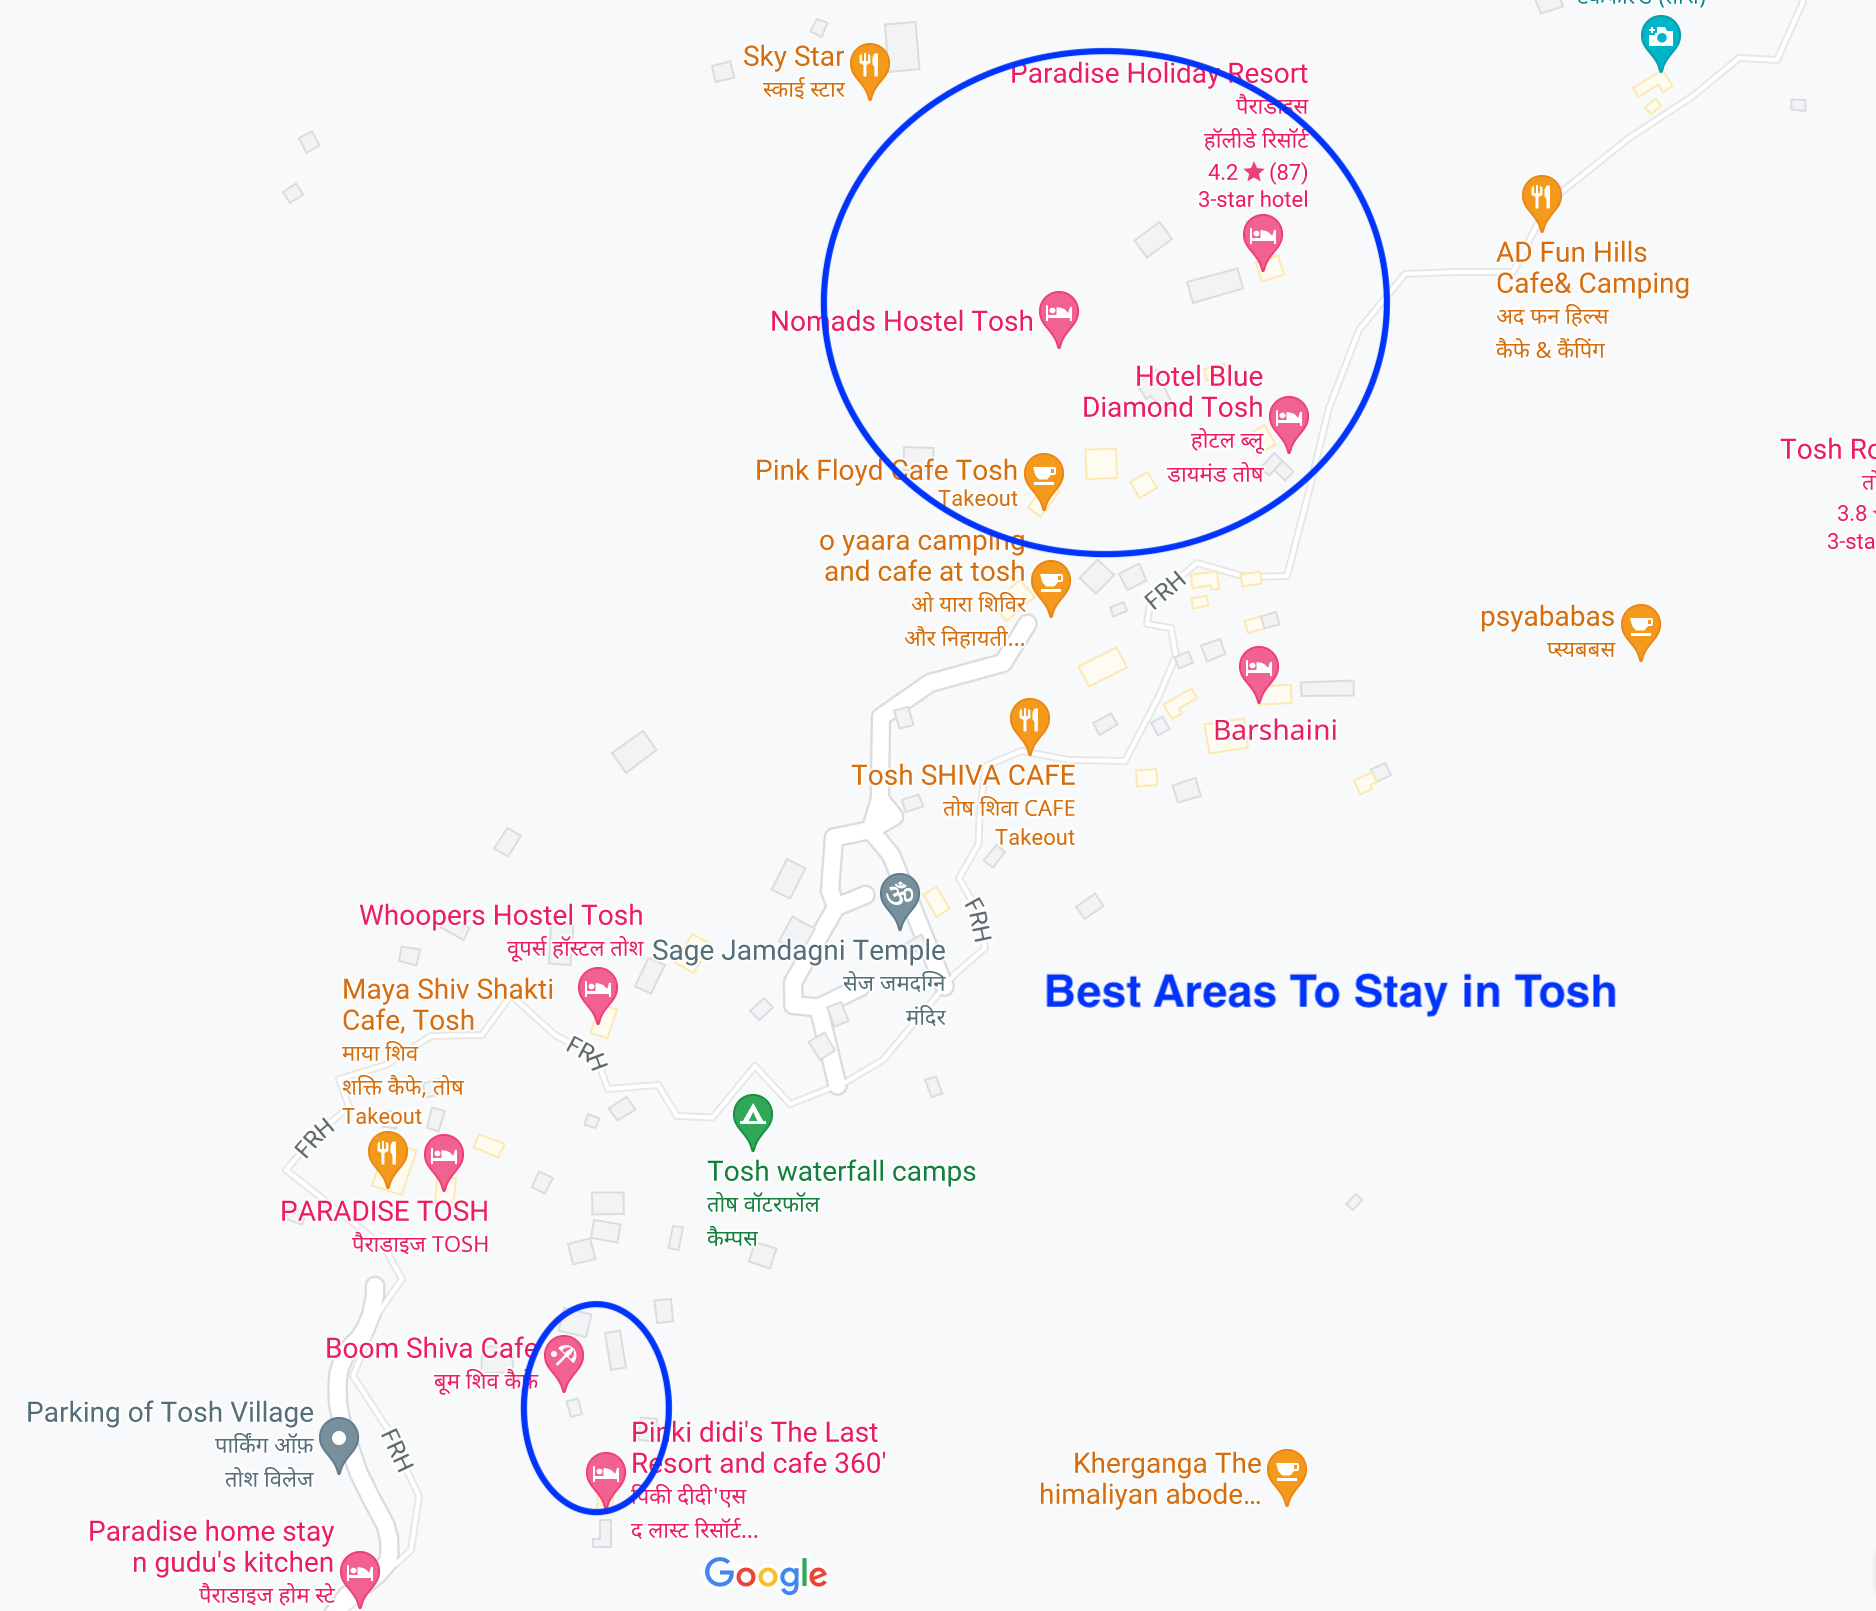 Sky Star
स्काई स्टार
Paradise Holiday Resort
पैराडाइस
हॉलीडे रिसॉर्ट
4.2 ★ (87)
3-star hotel
AD Fun Hills
Cafe& Camping
अद फन हिल्स
कैफे & कैंपिंग
Nomads Hostel Tosh
Hotel Blue
Diamond Tosh
होटल ब्लू
डायमंड तोष
Tosh Ro
तो
3.8
3-sta
Pink Floyd Cafe Tosh
Takeout
o yaara camping
and cafe at tosh
ओ यारा शिविर
और निहायती...
FRH
psyababas
प्स्यबबस
Barshaini
Tosh SHIVA CAFE
तोष शिवा CAFE
Takeout
Whoopers Hostel Tosh
वूपर्स हॉस्टल तोश
Sage Jamdagni Temple
सेज जमदग्नि
मंदिर
FRH
Best Areas To Stay in Tosh
Maya Shiv Shakti
Cafe, Tosh
माया शिव
शक्ति कैफे, तोष
Takeout
FRH
FRH
PARADISE TOSH
पैराडाइज TOSH
Tosh waterfall camps
तोष वॉटरफॉल
कैम्पस
Boom Shiva Cafe
बूम शिव कैफे
Parking of Tosh Village
पार्किंग ऑफ़
तोश विलेज
FRH
Pinki didi's The Last
Resort and cafe 360'
पिंकी दीदी'एस
द लास्ट रिसॉर्ट...
Kherganga The
himaliyan abode...
Paradise home stay
n gudu's kitchen
पैराडाइज होम स्टे
Google